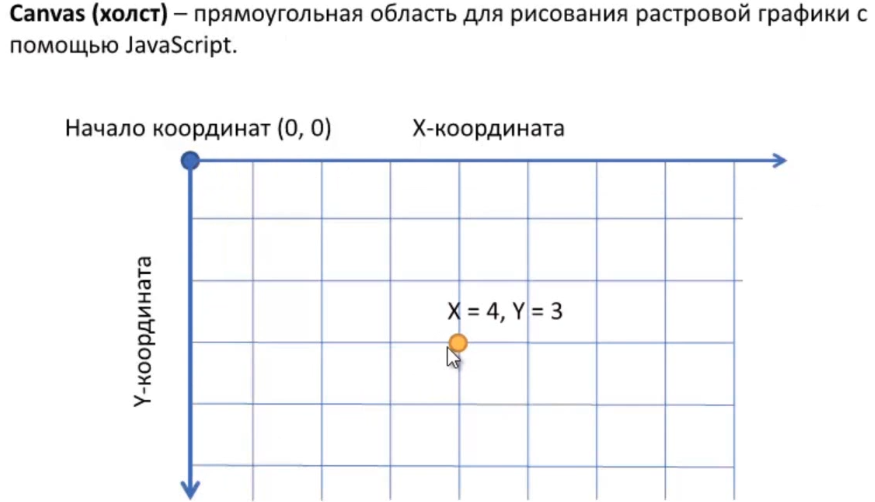 Canvas (холст) – прямоугольная область для рисования растровой графики с
помощью JavaScript.
Начало координат (0, 0)
X-координата
Y-координата
X = 4, Y = 3